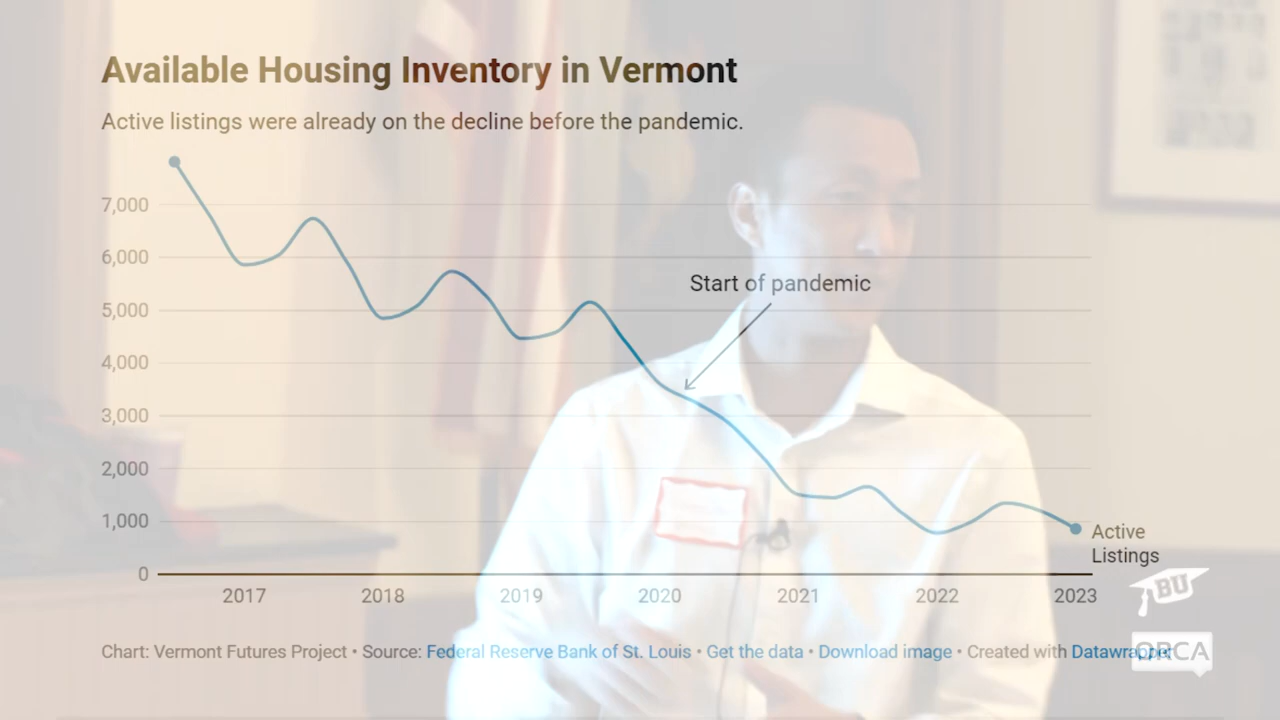 Available Housing Inventory in Vermont
Active listings were already on the decline before the pandemic.
7,000
6,000
5,000
4,000
3,000
2,000
1,000
0
Start of pandemic
Active
Listings
2017 2018 2019 2020 2021 2022 2023
Chart: Vermont Futures Project • Source: Federal Reserve Bank of St. Louis • Get the data • Download image • Created with Datawrapper
BU
ORCA